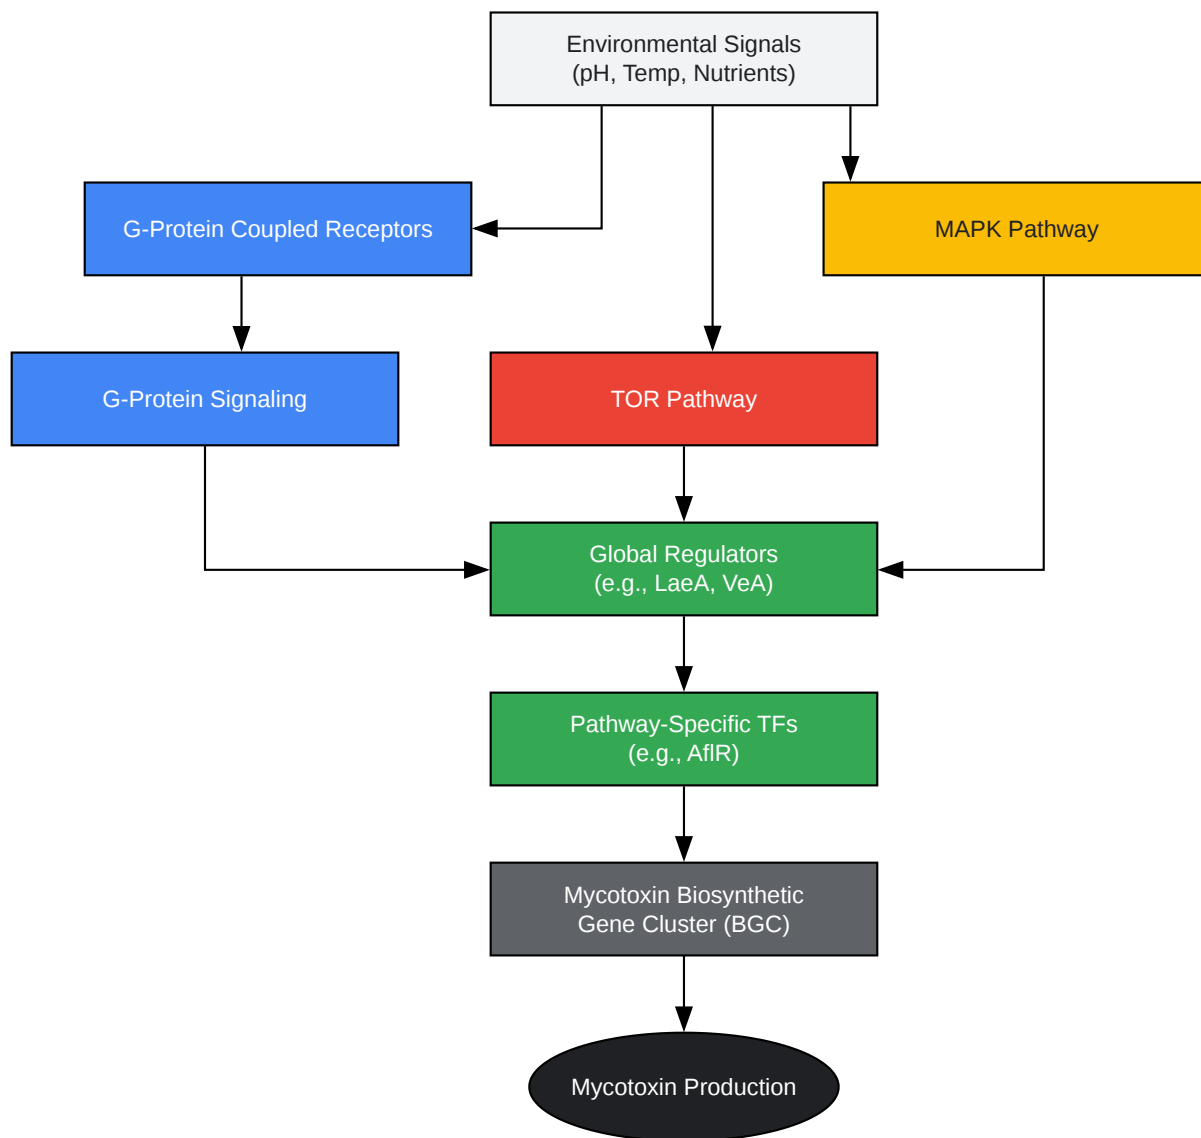 Environmental Signals
(pH, Temp, Nutrients)
G-Protein Coupled Receptors
MAPK Pathway
G-Protein Signaling
TOR Pathway
Global Regulators
(e.g., LaeA, VeA)
Pathway-Specific TFs
(e.g., AflR)
Mycotoxin Biosynthetic
Gene Cluster (BGC)
Mycotoxin Production